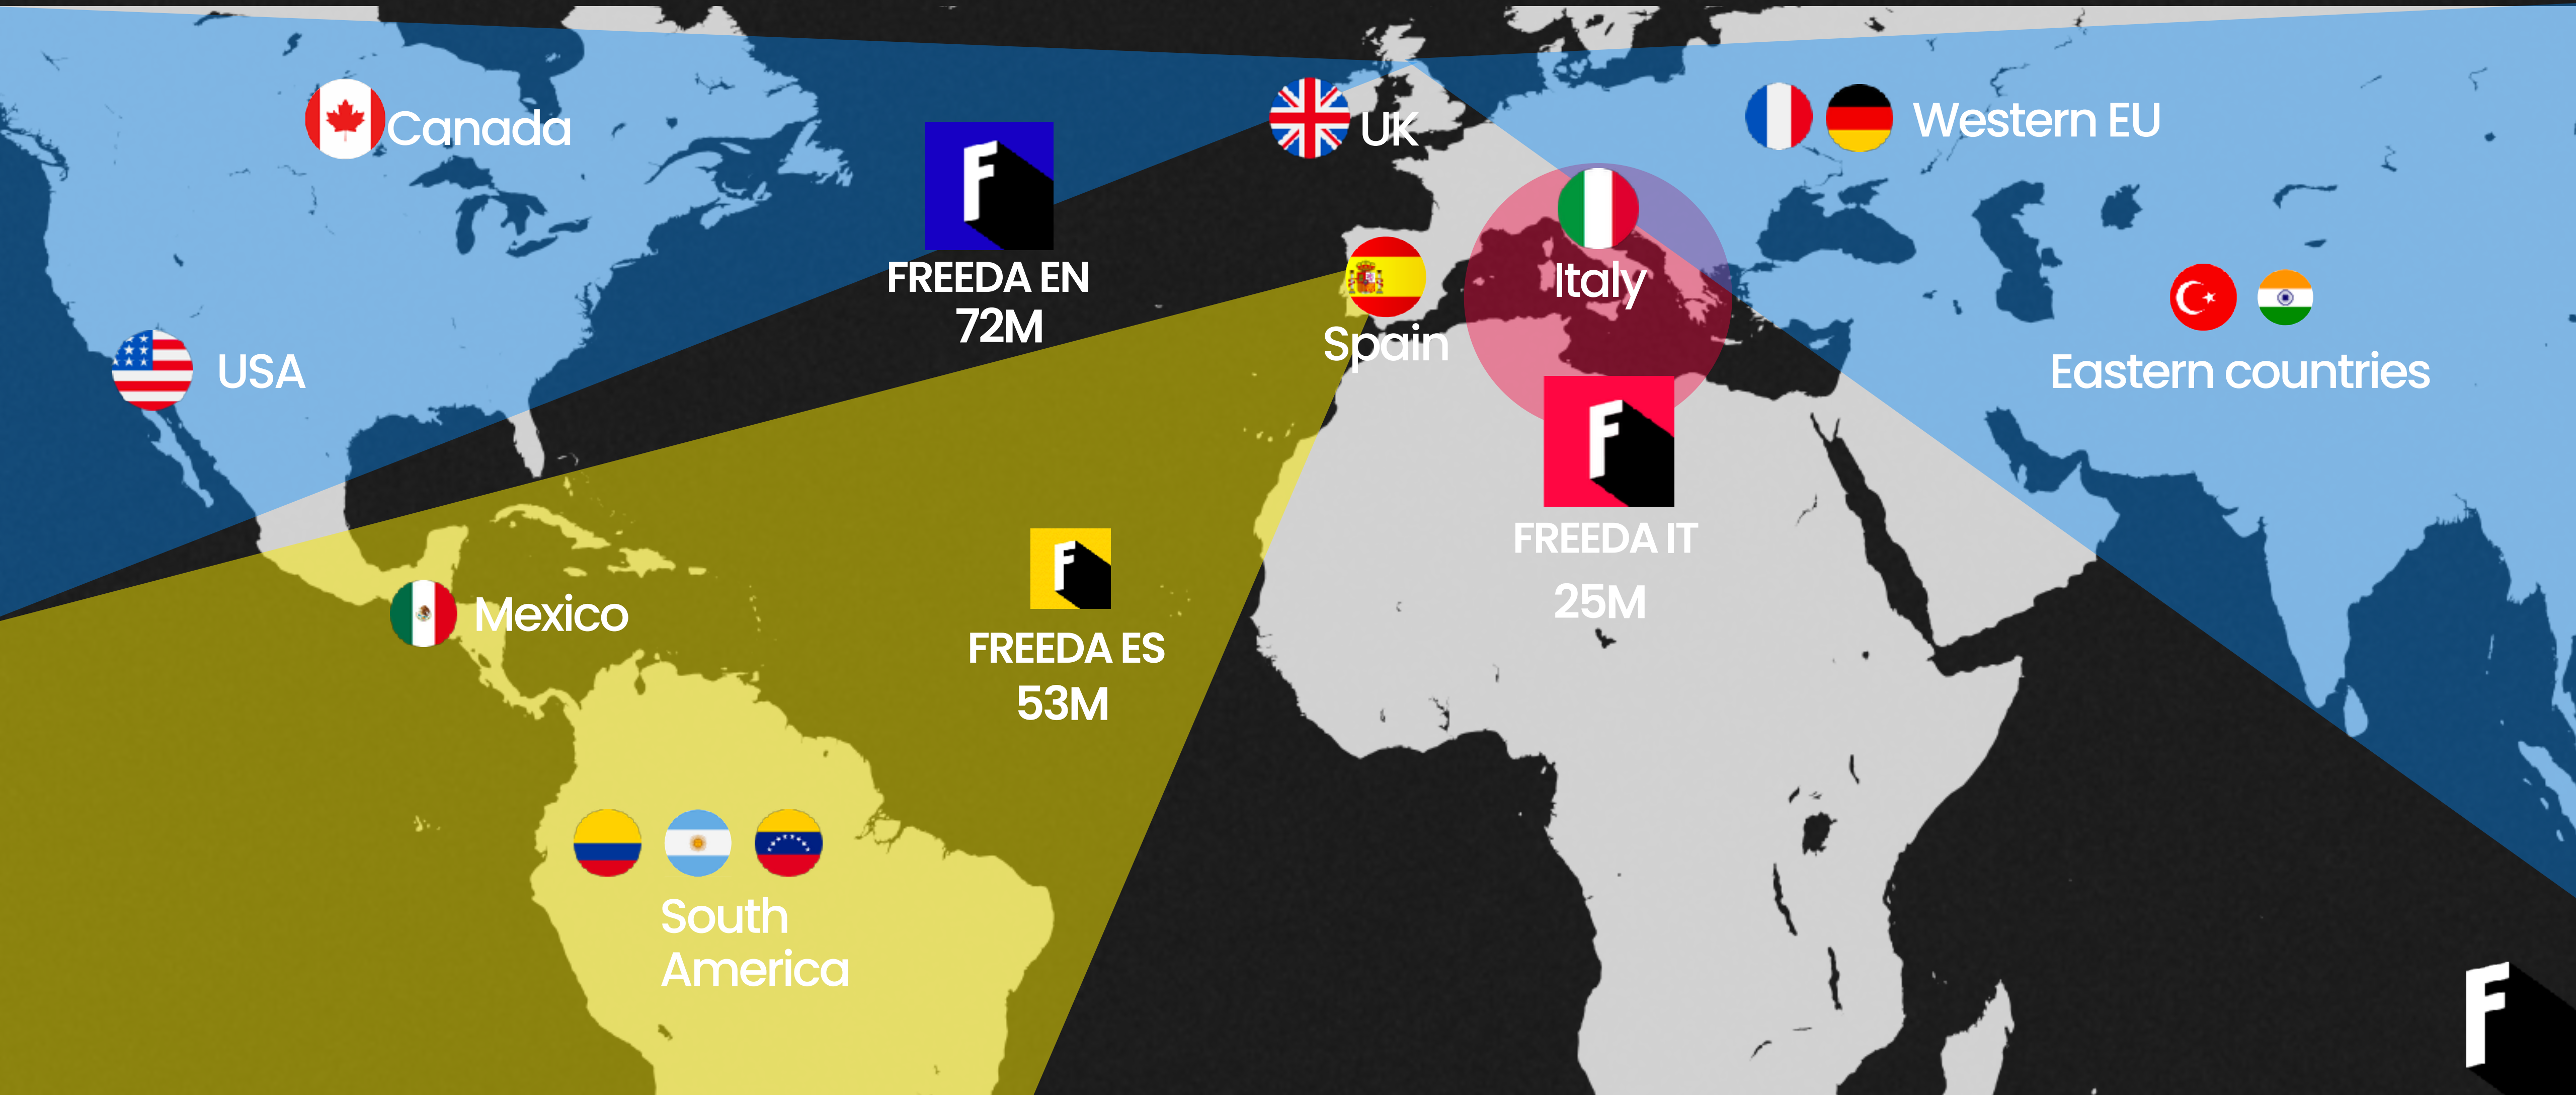 Canada
UK
Western EU
F
FREEDA EN
72M
Italy
Spain
USA
Eastern countries
F
FREEDA IT
25M
F
FREEDA ES
53M
Mexico
South
America
F